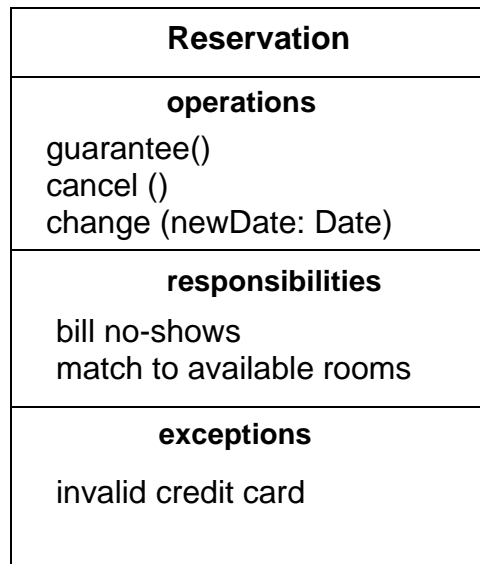 Reservation
operations
guarantee()
cancel ()
change (newDate: Date)
responsibilities
bill no-shows
match to available rooms
exceptions
invalid credit card